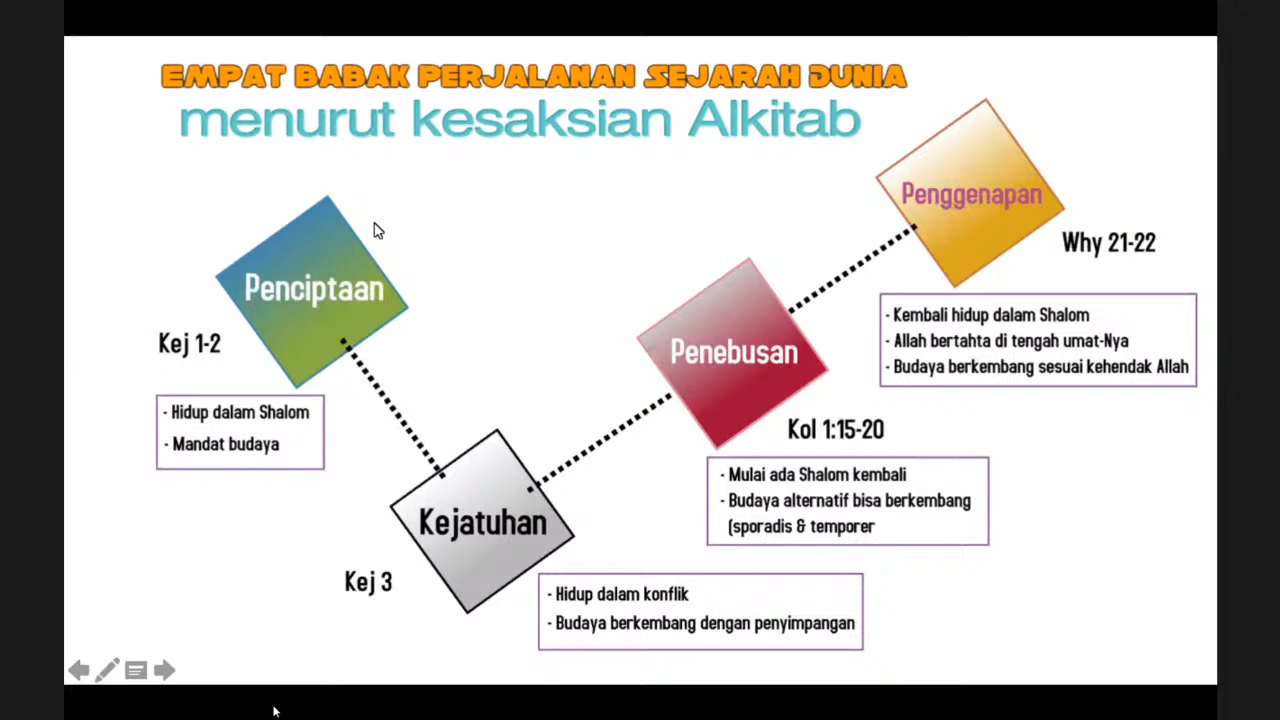 EMPAT BABAK PERJALANAN SEJARAH DUNIA
menurut kesaksian Alkitab
Penciptaan
Kej 1-2
- Hidup dalam Shalom
- Mandat budaya
Kejatuhan
Kej 3
- Hidup dalam konflik
- Budaya berkembang dengan penyimpangan
Penebusan
Kol 1:15-20
- Mulai ada Shalom kembali
- Budaya alternatif bisa berkembang
(sporadis & temporer
Penggenapan
Why 21-22
- Kembali hidup dalam Shalom
- Allah bertahta di tengah umat-Nya
- Budaya berkembang sesuai kehendak Allah